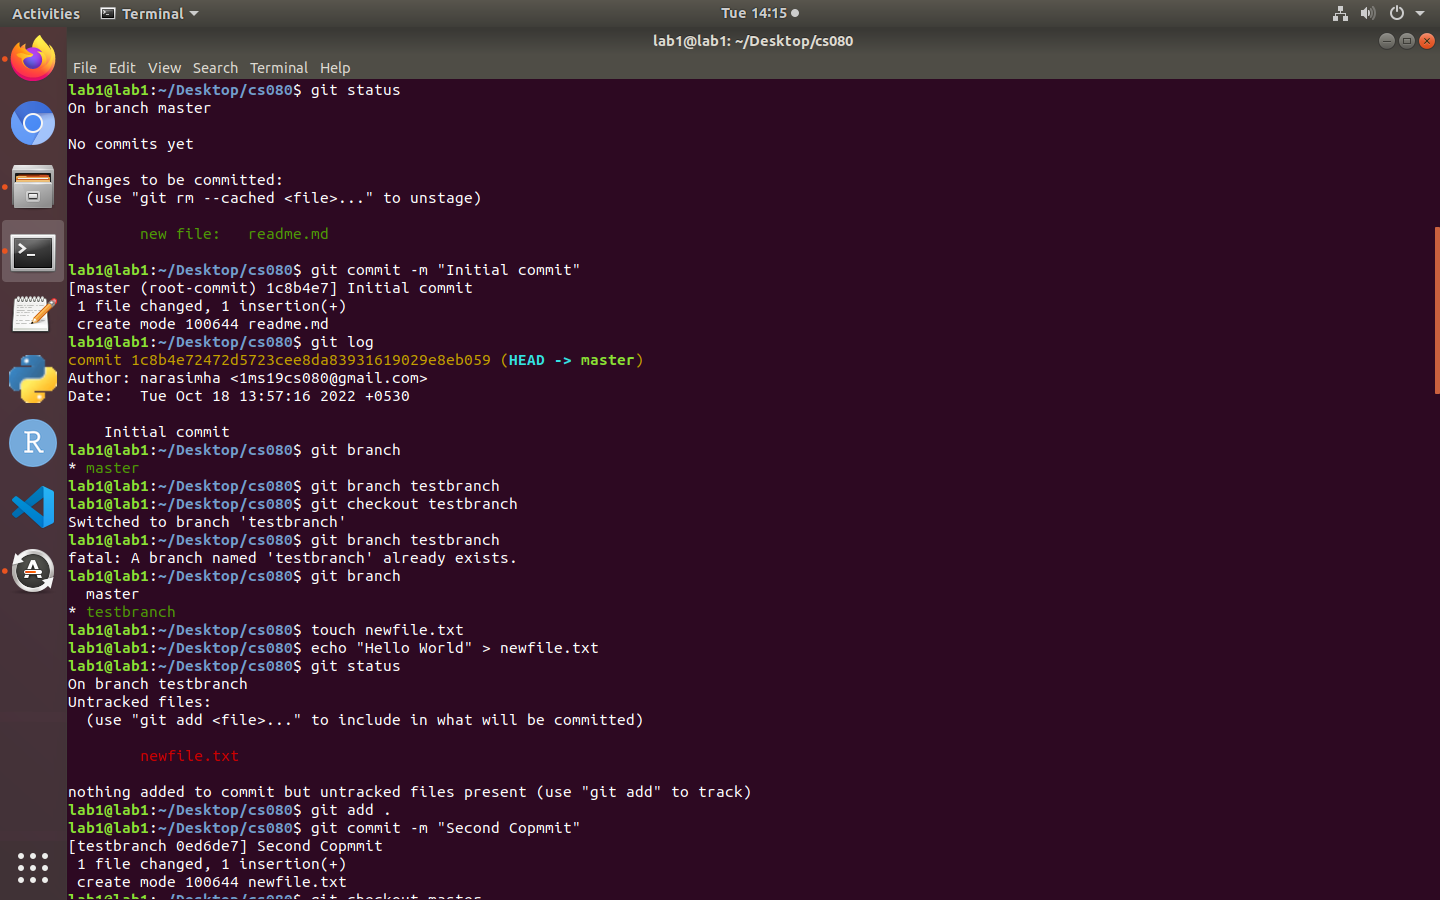 Activities Terminal Tue 14:15
lab1@lab1: ~/Desktop/cs080
File Edit View Search Terminal Help
lab1@lab1:~/Desktop/cs080$ git status
On branch master
No commits yet
Changes to be committed:
  (use "git rm --cached <file>..." to unstage)
        new file:   readme.md
lab1@lab1:~/Desktop/cs080$ git commit -m "Initial commit"
[master (root-commit) 1c8b4e7] Initial commit
 1 file changed, 1 insertion(+)
 create mode 100644 readme.md
lab1@lab1:~/Desktop/cs080$ git log
commit 1c8b4e72472d5723cee8da83931619029e8eb059 (HEAD -> master)
Author: narasimha <1ms19cs080@gmail.com>
Date:   Tue Oct 18 13:57:16 2022 +0530
    Initial commit
lab1@lab1:~/Desktop/cs080$ git branch
* master
lab1@lab1:~/Desktop/cs080$ git branch testbranch
lab1@lab1:~/Desktop/cs080$ git checkout testbranch
Switched to branch 'testbranch'
lab1@lab1:~/Desktop/cs080$ git branch testbranch
fatal: A branch named 'testbranch' already exists.
lab1@lab1:~/Desktop/cs080$ git branch
  master
* testbranch
lab1@lab1:~/Desktop/cs080$ touch newfile.txt
lab1@lab1:~/Desktop/cs080$ echo "Hello World" > newfile.txt
lab1@lab1:~/Desktop/cs080$ git status
On branch testbranch
Untracked files:
  (use "git add <file>..." to include in what will be committed)
        newfile.txt
nothing added to commit but untracked files present (use "git add" to track)
lab1@lab1:~/Desktop/cs080$ git add .
lab1@lab1:~/Desktop/cs080$ git commit -m "Second Copmmit"
[testbranch 0ed6de7] Second Copmmit
 1 file changed, 1 insertion(+)
 create mode 100644 newfile.txt
lab1@lab1:~/Desktop/cs080$ git checkout master